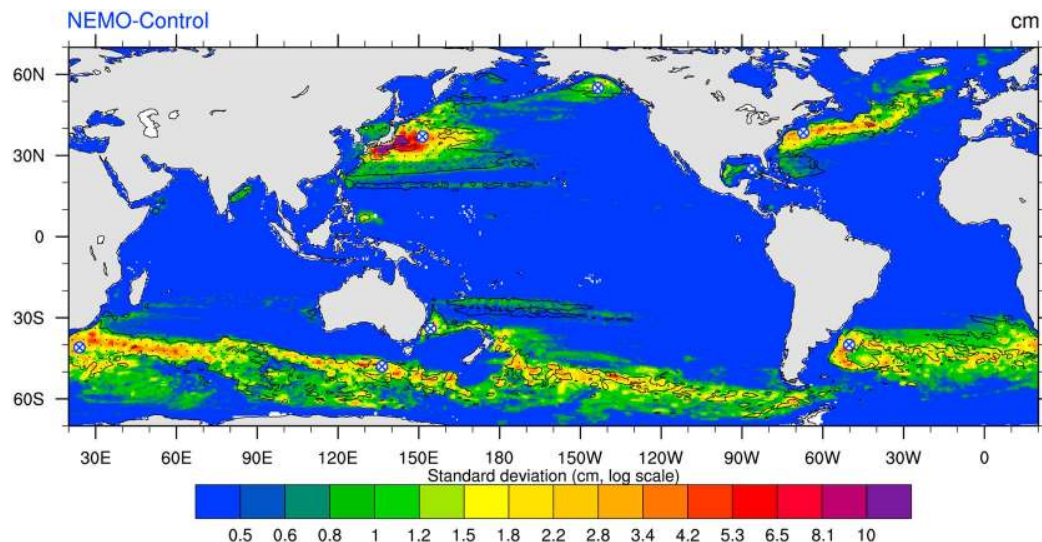 NEMO-Control cm
60N
30N
0
30S
60S
30E 60E 90E 120E 150E 180 150W 120W 90W 60W 30W 0
Standard deviation (cm, log scale)
0.5 0.6 0.8 1 1.2 1.5 1.8 2.2 2.8 3.4 4.2 5.3 6.5 8.1 10